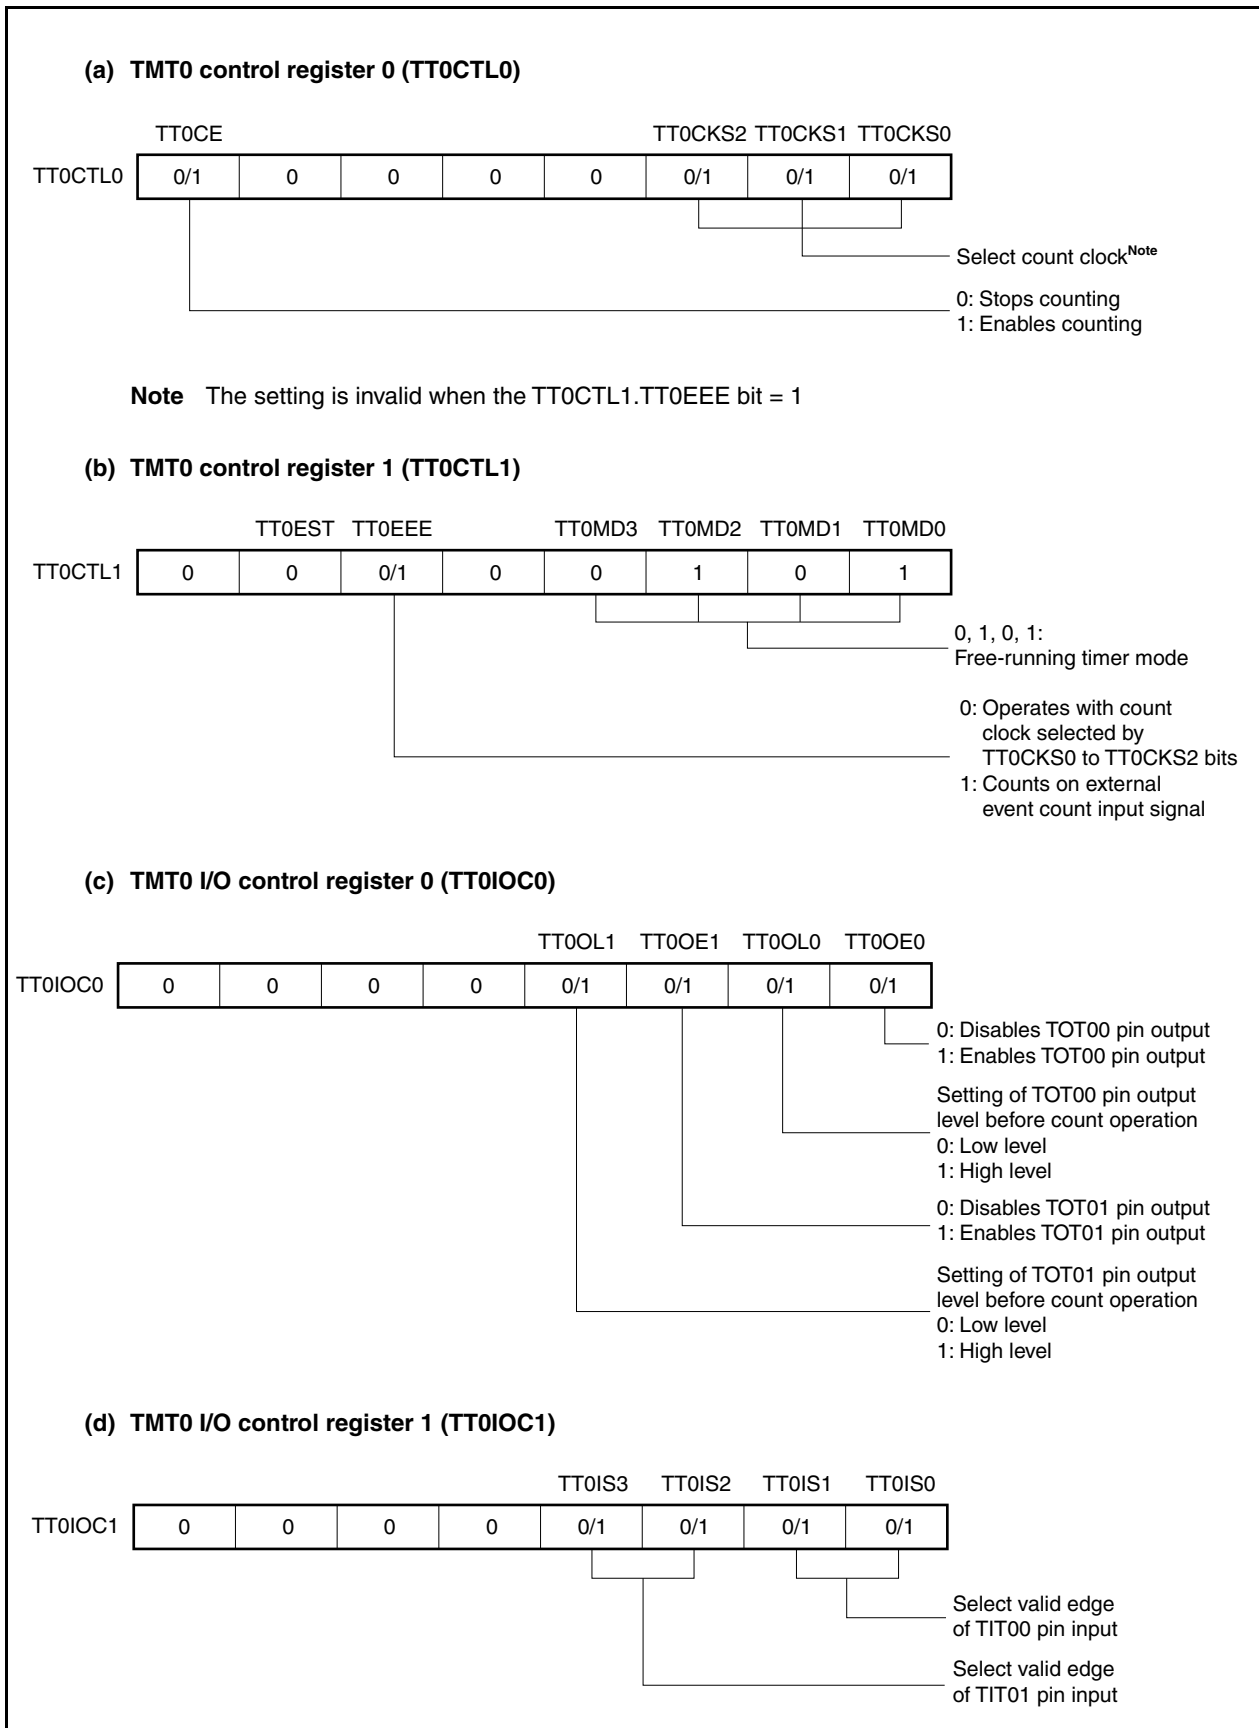 (a) TMT0 control register 0 (TT0CTL0)
TT0CE TT0CKS2 TT0CKS1 TT0CKS0
TT0CTL0 0/1 0 0 0 0 0/1 0/1 0/1
Select count clockNote
0: Stops counting
1: Enables counting
Note The setting is invalid when the TT0CTL1.TT0EEE bit = 1
(b) TMT0 control register 1 (TT0CTL1)
TT0EST TT0EEE TT0MD3 TT0MD2 TT0MD1 TT0MD0
TT0CTL1 0 0 0/1 0 0 1 0 1
0, 1, 0, 1:
Free-running timer mode
0: Operates with count
clock selected by
TT0CKS0 to TT0CKS2 bits
1: Counts on external
event count input signal
(c) TMT0 I/O control register 0 (TT0IOC0)
TT0OL1 TT0OE1 TT0OL0 TT0OE0
TT0IOC0 0 0 0 0 0/1 0/1 0/1 0/1
0: Disables TOT00 pin output
1: Enables TOT00 pin output
Setting of TOT00 pin output
level before count operation
0: Low level
1: High level
0: Disables TOT01 pin output
1: Enables TOT01 pin output
Setting of TOT01 pin output
level before count operation
0: Low level
1: High level
(d) TMT0 I/O control register 1 (TT0IOC1)
TT0IS3 TT0IS2 TT0IS1 TT0IS0
TT0IOC1 0 0 0 0 0/1 0/1 0/1 0/1
Select valid edge
of TIT00 pin input
Select valid edge
of TIT01 pin input